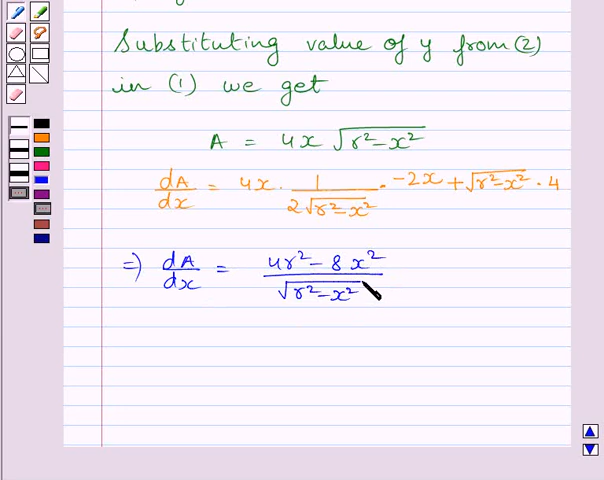 Substituting value of y from (2)
in (1) we get
A = 4x √(r²-x²)
dA/dx = 4x · 1/(2√(r²-x²)) · -2x + √(r²-x²) · 4
⇒) dA/dx = (4r² - 8x²)/√(r²-x²)